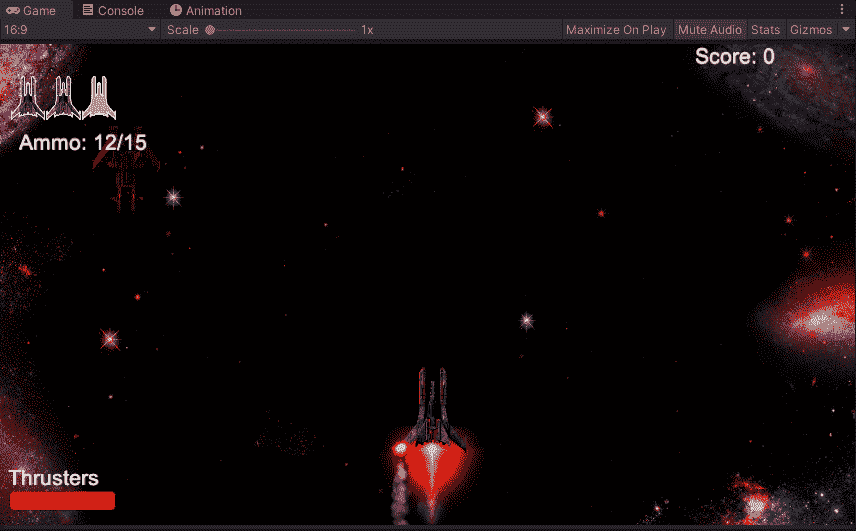 Game Console Animation
16:9 Scale 1x Maximize On Play Mute Audio Stats Gizmos
Score: 0
Ammo: 12/15
Thrusters